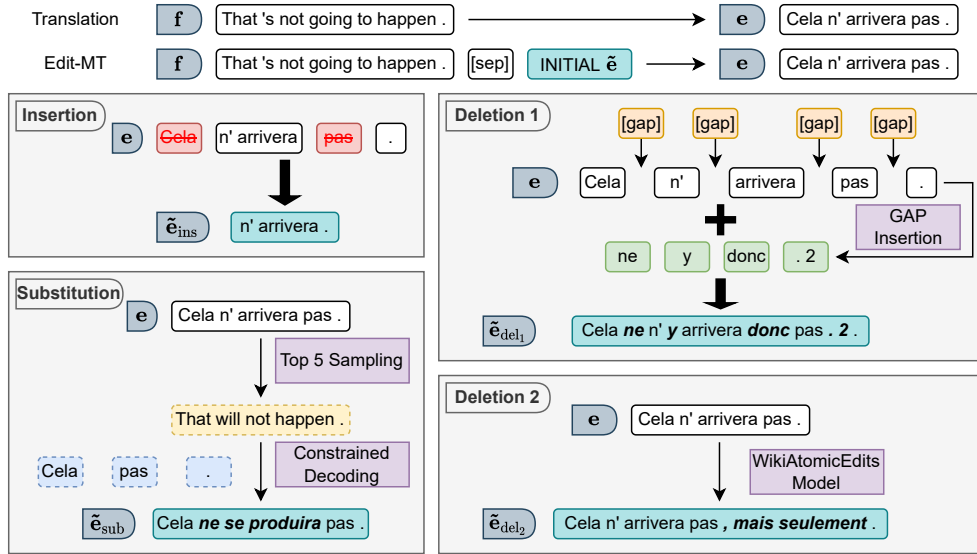 Translation f That 's not going to happen . e Cela n' arrivera pas .
Edit-MT f That 's not going to happen . [sep] INITIAL ẽ e Cela n' arrivera pas .
Insertion
e Cela n' arrivera pas .
ẽins n' arrivera .
Substitution
e Cela n' arrivera pas .
Top 5 Sampling
That will not happen .
Constrained
Decoding
Cela pas .
ẽsub Cela ne se produira pas .
Deletion 1
[gap] [gap] [gap] [gap]
e Cela n' arrivera pas .
GAP
Insertion
ne y donc . 2
ẽdel1 Cela ne n' y arrivera donc pas . 2 .
Deletion 2
e Cela n' arrivera pas .
WikiAtomicEdits
Model
ẽdel2 Cela n' arrivera pas , mais seulement .